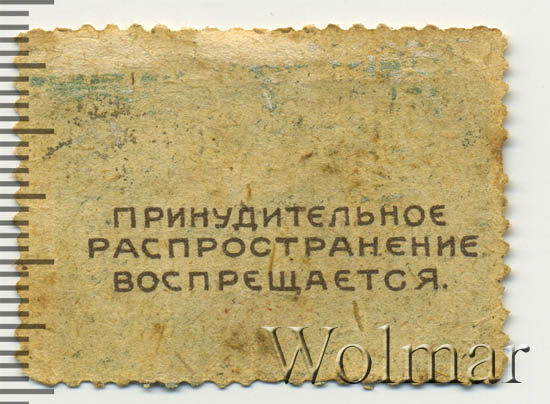 ПРИНУДИТЕЛЬНОЕ
РАСПРОСТРАНЕНИЕ
ВОСПРЕЩАЕТСЯ.
Wolmar